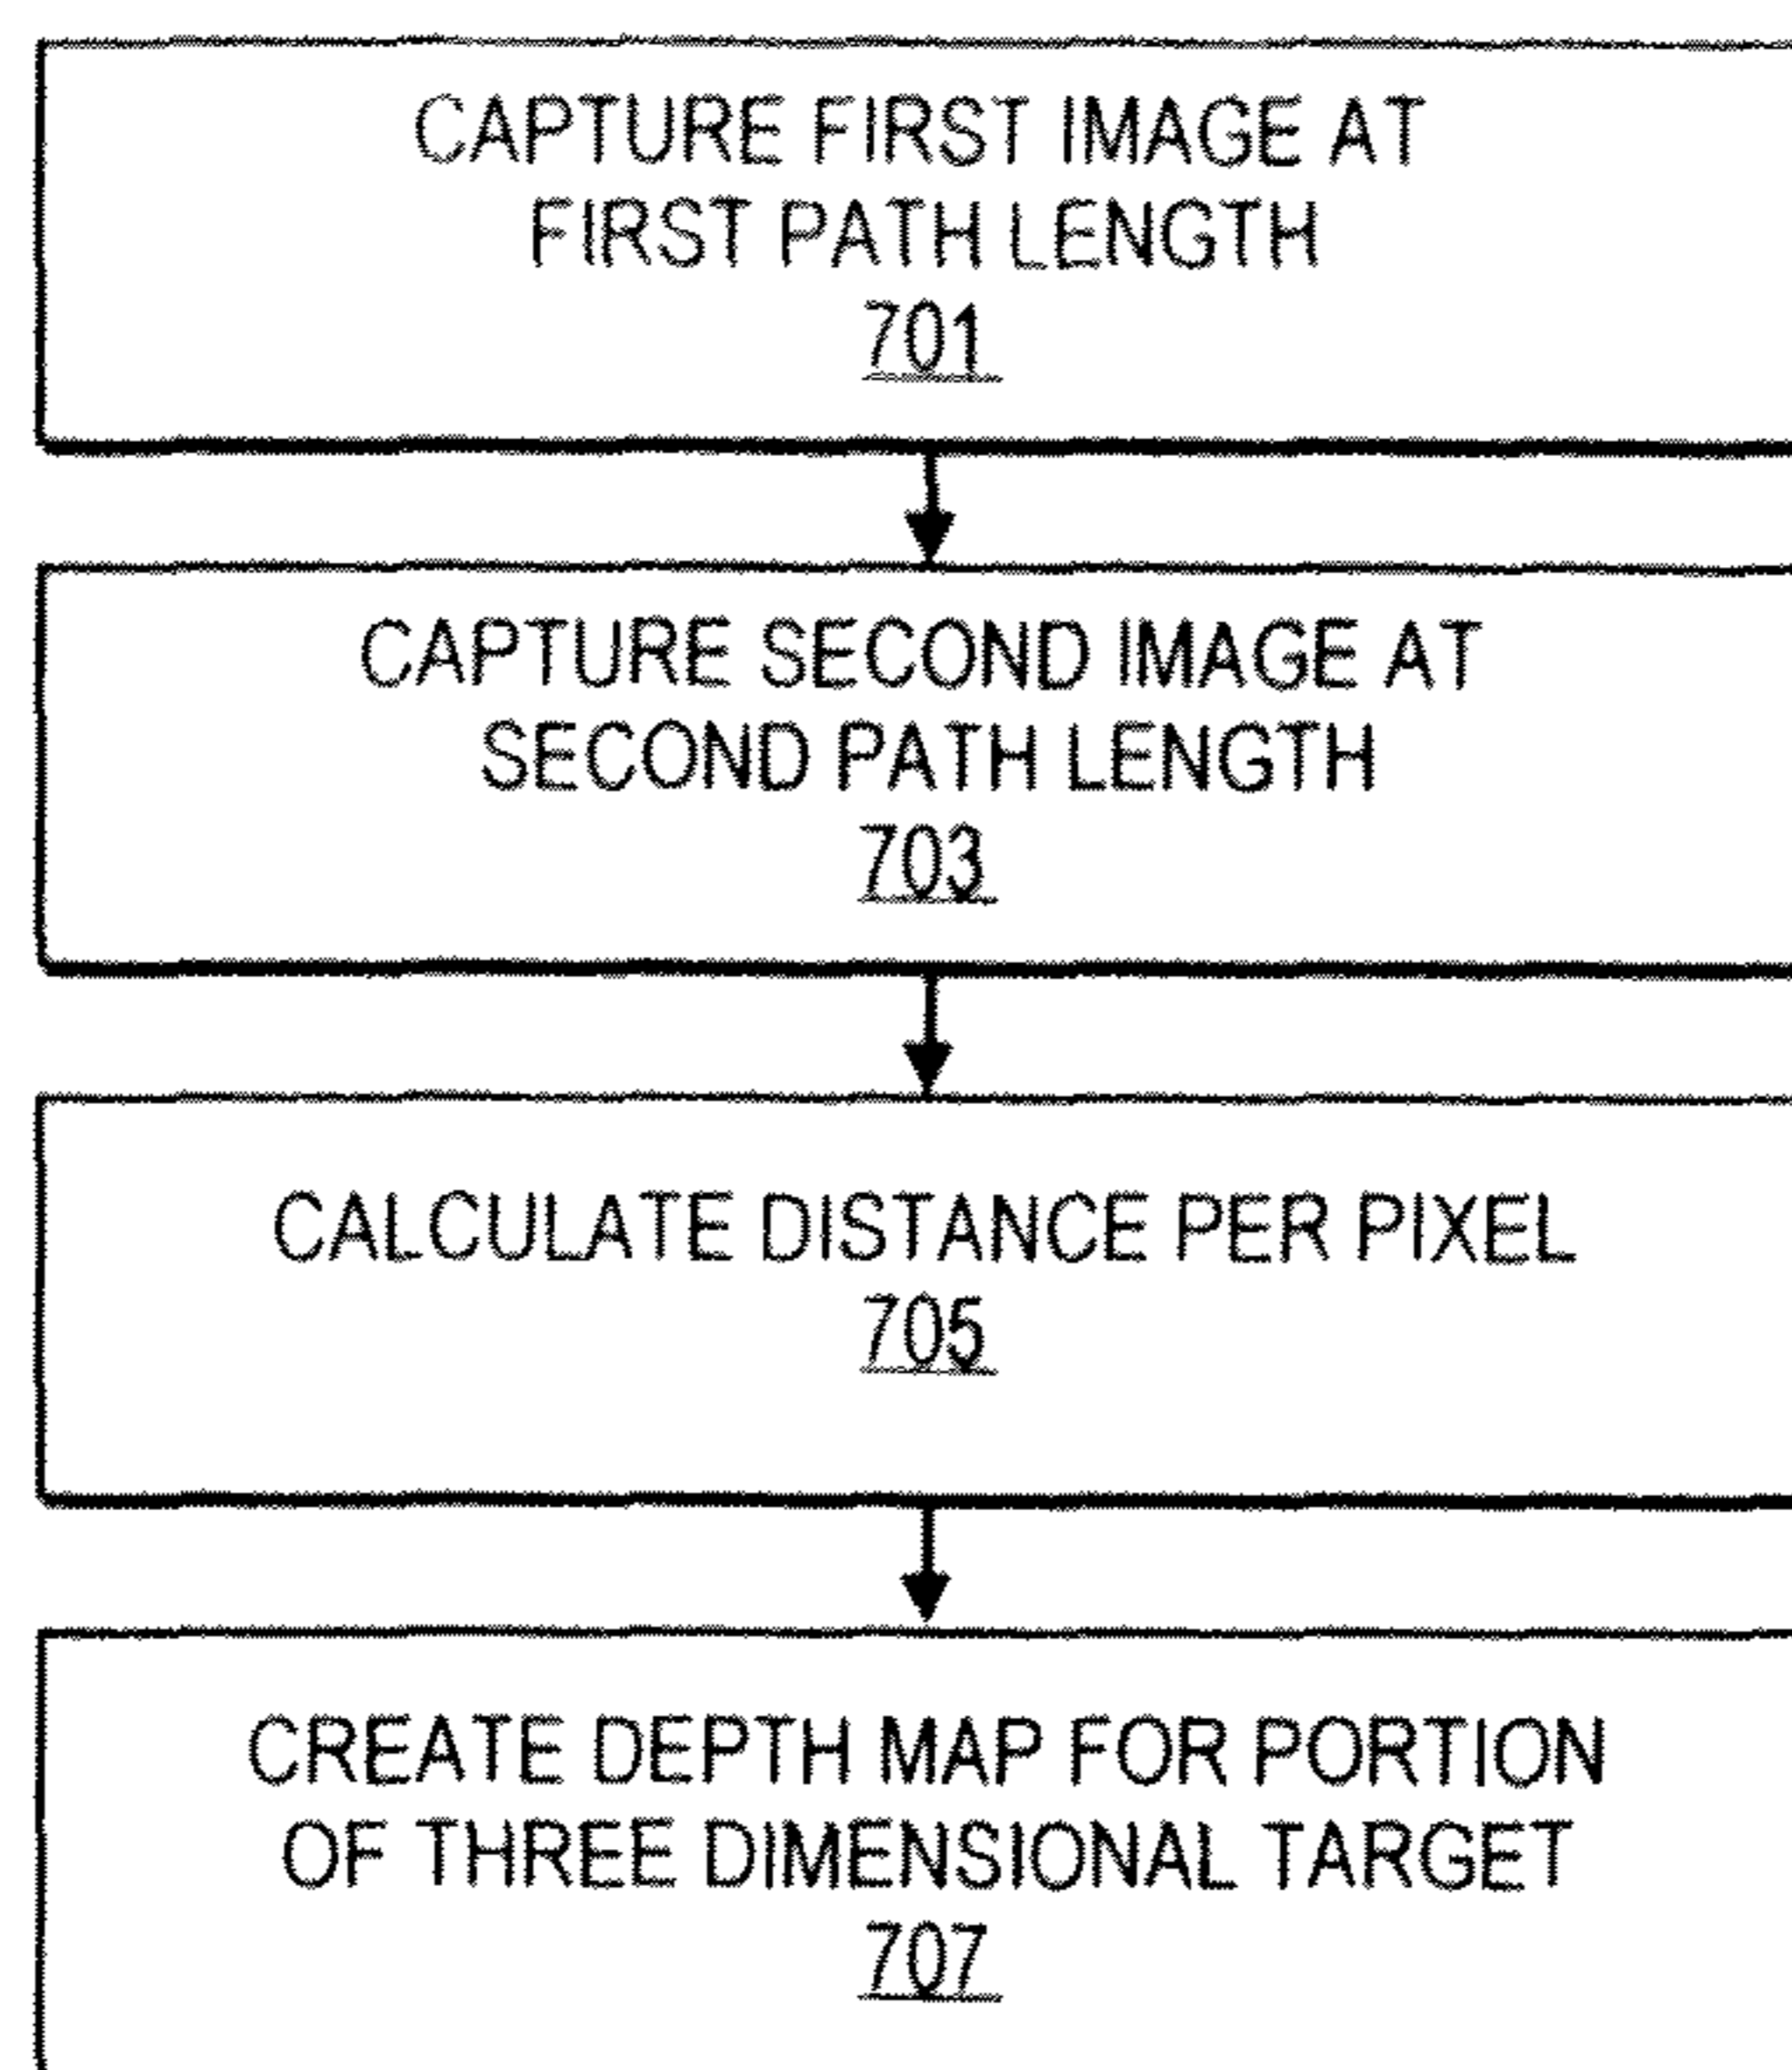 CAPTURE FIRST IMAGE AT
FIRST PATH LENGTH
701
CAPTURE SECOND IMAGE AT
SECOND PATH LENGTH
703
CALCULATE DISTANCE PER PIXEL
705
CREATE DEPTH MAP FOR PORTION
OF THREE DIMENSIONAL TARGET
707